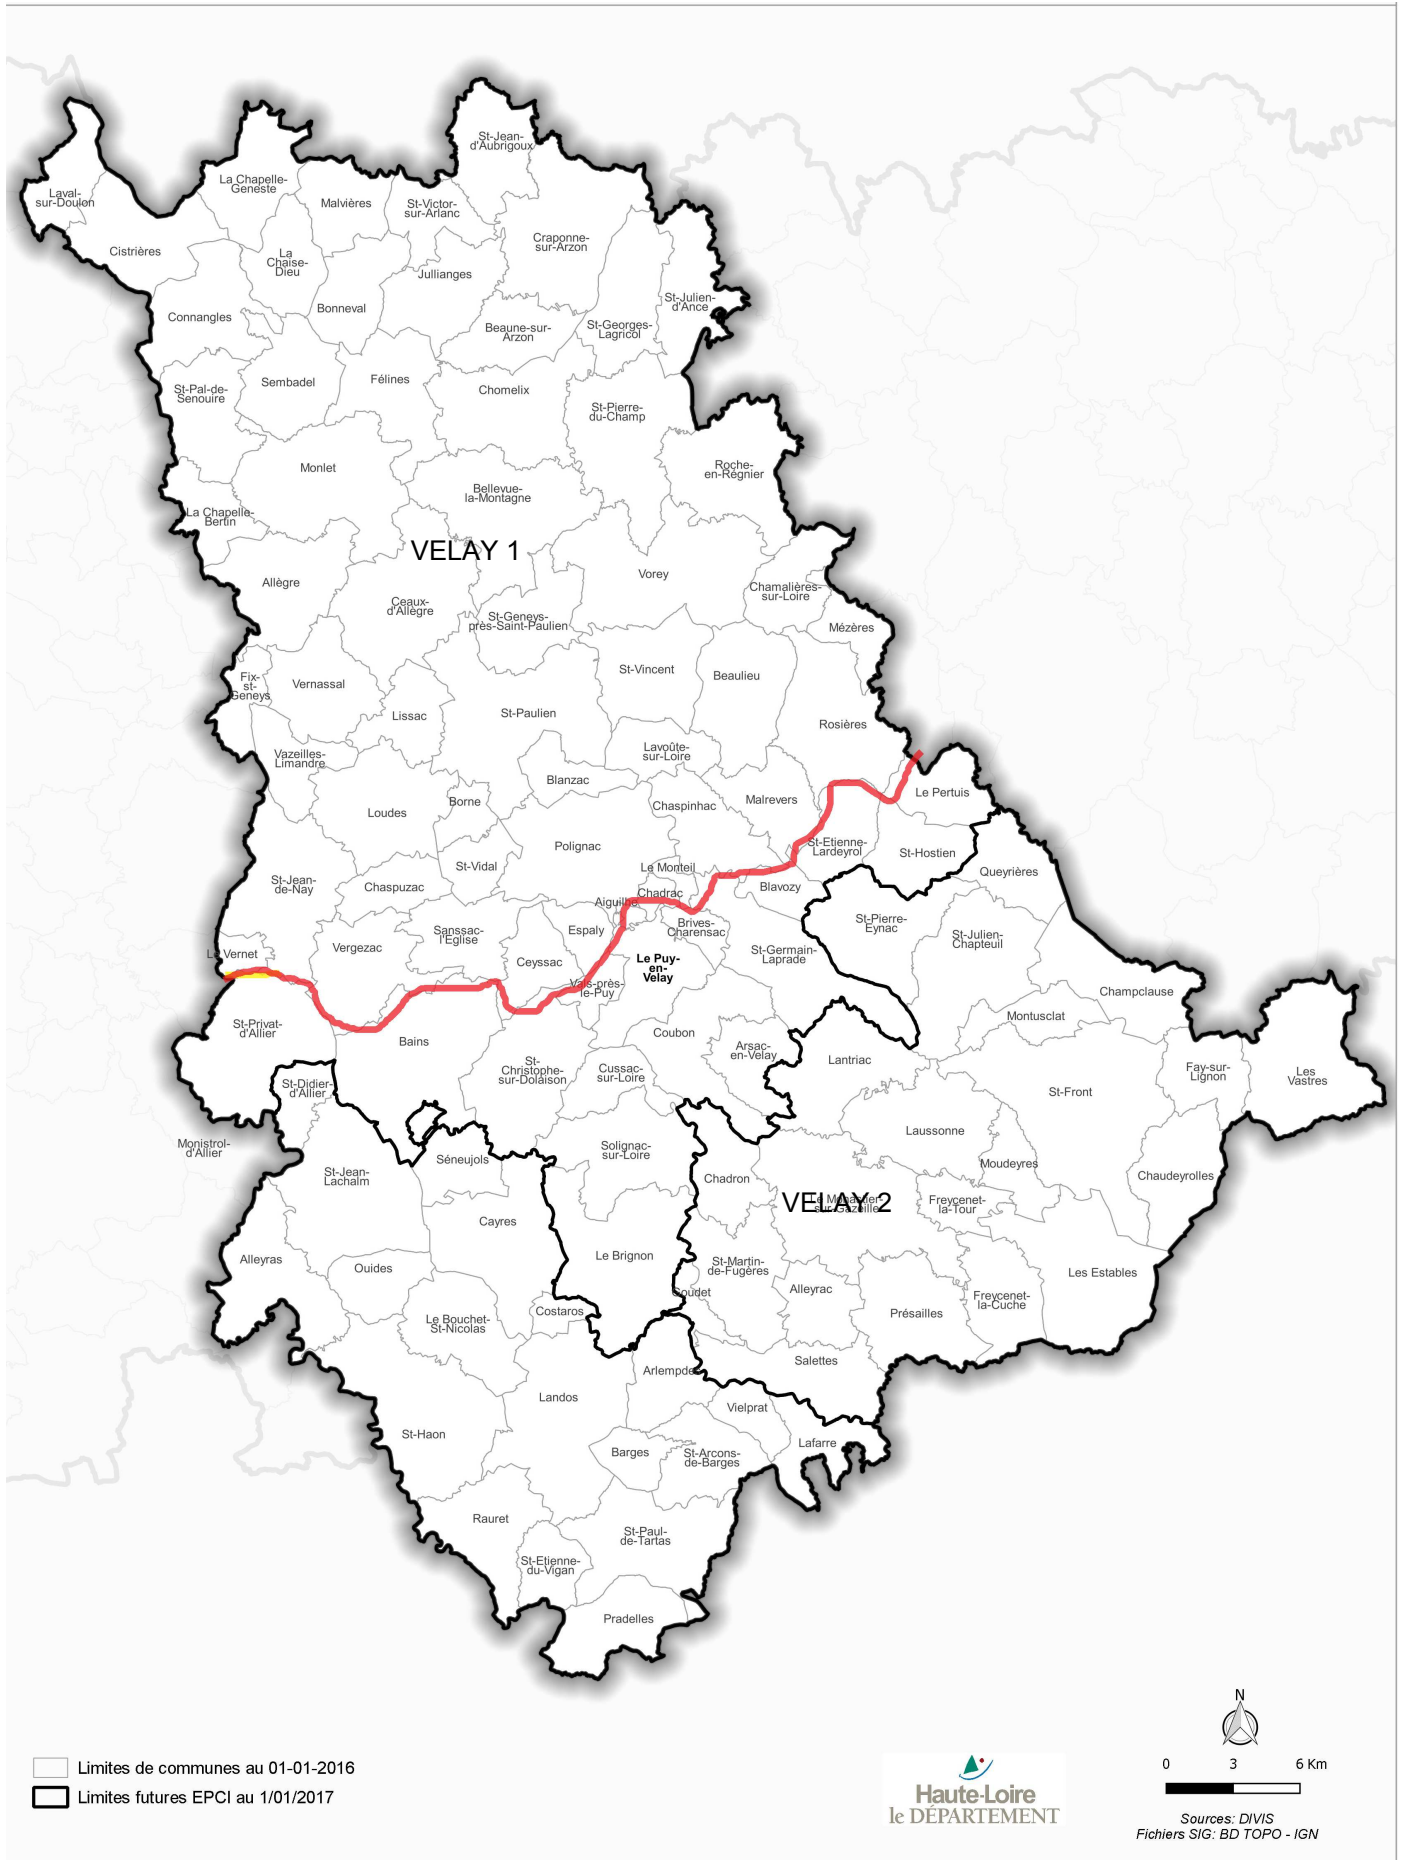 St-Jean-
d'Aubrigoux
La Chapelle-
Geneste
Laval-
sur-Doulon
Malvières
St-Victor-
sur-Arlanc
Craponne-
sur-Arzon
Cistrières
La
Chaise-
Dieu
Jullianges
St-Julien-
d'Ance
Bonneval
Connangles
Beaune-sur-
Arzon
St-Georges-
Lagricol
St-Pal-de-
Senouire
Sembadel
Félines
Chomelix
St-Pierre-
du-Champ
Monlet
Roche-
en-Régnier
Bellevue-
la-Montagne
La Chapelle-
Bertin
VELAY 1
Allègre
Vorey
Chamalières-
sur-Loire
Ceaux-
d'Allègre
St-Geneys-
près-Saint-Paulien
Mézères
Fix-
st-
Geneys
Vernassal
St-Vincent
Beaulieu
Lissac
St-Paulien
Rosières
Vazeilles-
Limandre
Lavoûte-
sur-Loire
Blanzac
Le Pertuis
Loudes
Borne
Chaspinhac
Malrevers
Polignac
St-Etienne-
Lardeyrol
St-Hostien
St-Vidal
Le Monteil
Queyrières
St-Jean-
de-Nay
Chaspuzac
Chadrac
Blavozy
Aiguilhe
St-Pierre-
Eynac
St-Julien-
Chapteuil
Sanssac-
l'Eglise
Espaly
Brives-
Charensac
Le Vernet
Vergezac
Ceyssac
Le Puy-
en-
Velay
St-Germain-
Laprade
Vals-près-
le-Puy
Champclause
St-Privat-
d'Allier
Montusclat
Bains
Coubon
Arsac-
en-Velay
Lantriac
St-
Christophe-
sur-Dolaison
Cussac-
sur-Loire
Fay-sur-
Lignon
Les
Vastres
St-Didier-
d'Allier
St-Front
Monistrol-
d'Allier
Solignac-
sur-Loire
Laussonne
Séneujols
Moudeyres
St-Jean-
Lachalm
Chadron
Chaudeyrolles
VELAY 2
Le Monastier-
sur-Gazeille
Freycenet-
la-Tour
Cayres
Alleyras
Ouides
Le Brignon
St-Martin-
de-Fugères
Les Estables
Goudet
Alleyrac
Freycenet-
la-Cuche
Costaros
Présailles
Le Bouchet-
St-Nicolas
Salettes
Arlempdes
Landos
Vielprat
St-Haon
Lafarre
Barges
St-Arcons-
de-Barges
Rauret
St-Paul-
de-Tartas
St-Etienne-
du-Vigan
Pradelles
N
Limites de communes au 01-01-2016
Limites futures EPCI au 1/01/2017
Haute-Loire
le DÉPARTEMENT
0 3 6 Km
Sources: DIVIS
Fichiers SIG: BD TOPO - IGN